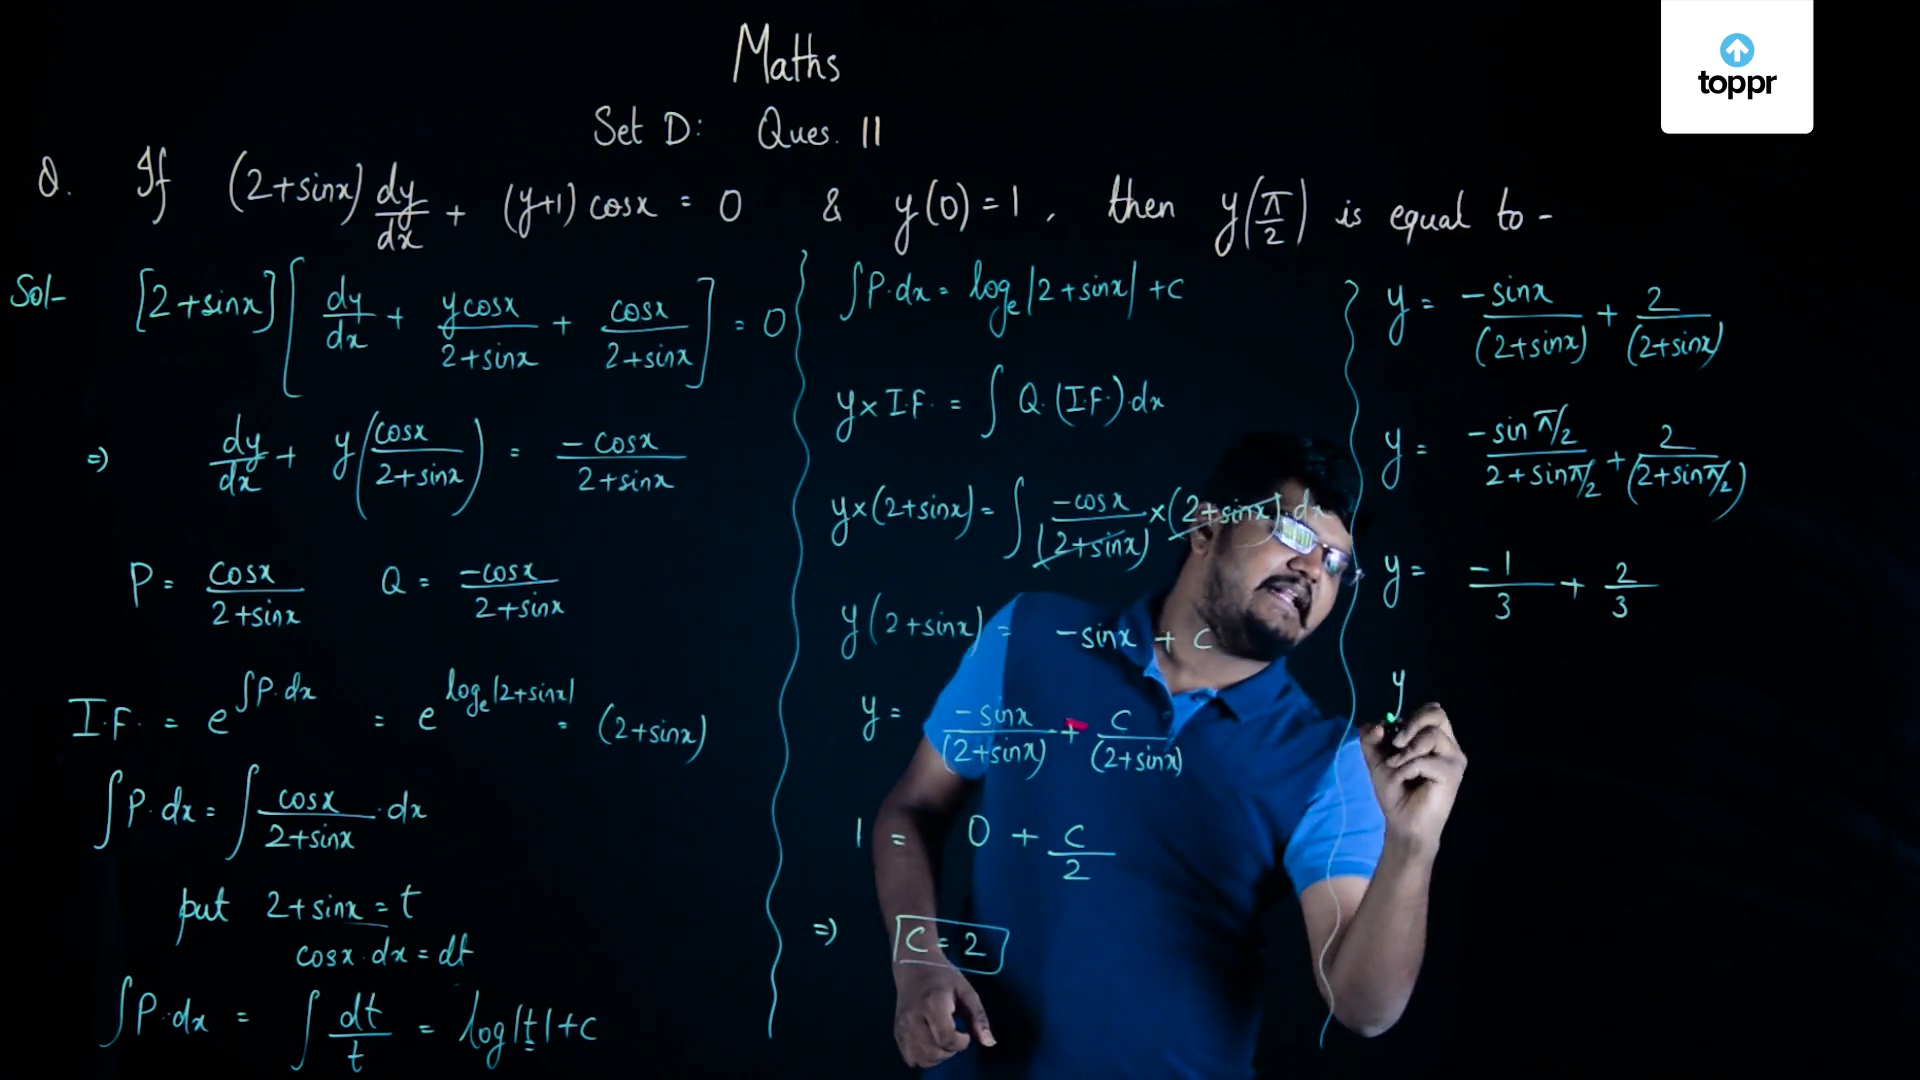 toppr
Maths
Set D: Ques. 11
Q. If (2+sinx) dy/dx + (y+1) cosx = 0 & y(0)=1, then y(π/2) is equal to -
Sol- [2+sinx] [dy/dx + ycosx/2+sinx + cosx/2+sinx] = 0
=> dy/dx + y(cosx/2+sinx) = -cosx/2+sinx
P = cosx/2+sinx Q = -cosx/2+sinx
I.F. = e^∫P.dx = e^logₑ|2+sinx| = (2+sinx)
∫P.dx = ∫cosx/2+sinx .dx
put 2+sinx = t
cosx.dx = dt
∫P.dx = ∫dt/t = log|t|+c
∫P.dx = logₑ|2+sinx| +c
y×I.F. = ∫Q.(I.F.).dx
y×(2+sinx) = ∫-cosx/(2+sinx) ×(2+sinx).dx
y(2+sinx) = -sinx + c
y = -sinx/(2+sinx) + c/(2+sinx)
1 = 0 + c/2
=> c = 2
y = -sinx/(2+sinx) + 2/(2+sinx)
y = -sinπ/2/2+sinπ/2 + 2/(2+sinπ/2)
y = -1/3 + 2/3
y